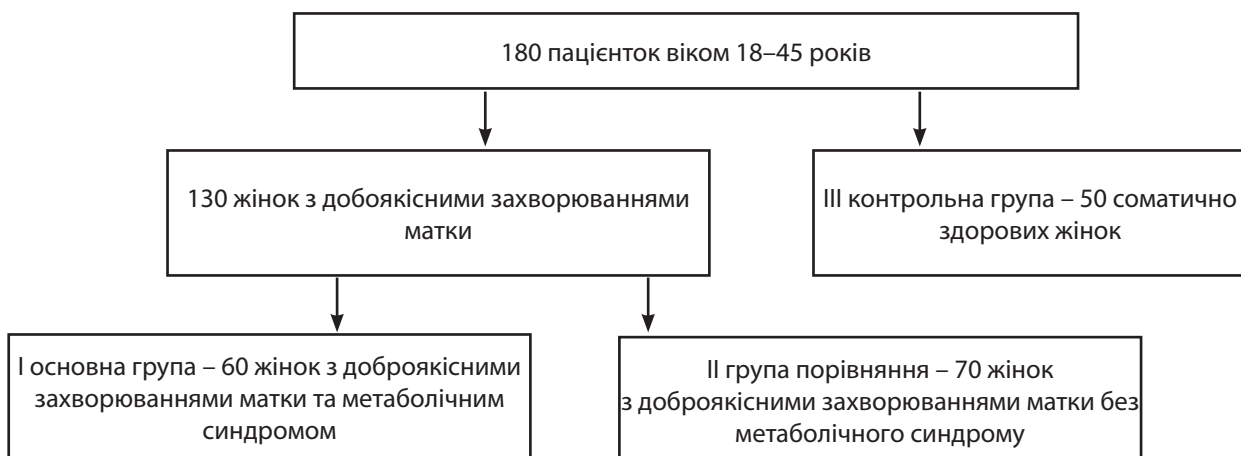 180 пацієнток віком 18–45 років
130 жінок з добоякісними захворюваннями
матки
III контрольна група – 50 соматично
здорових жінок
I основна група – 60 жінок з доброякісними
захворюваннями матки та метаболічним
синдромом
II група порівняння – 70 жінок
з доброякісними захворюваннями матки без
метаболічного синдрому